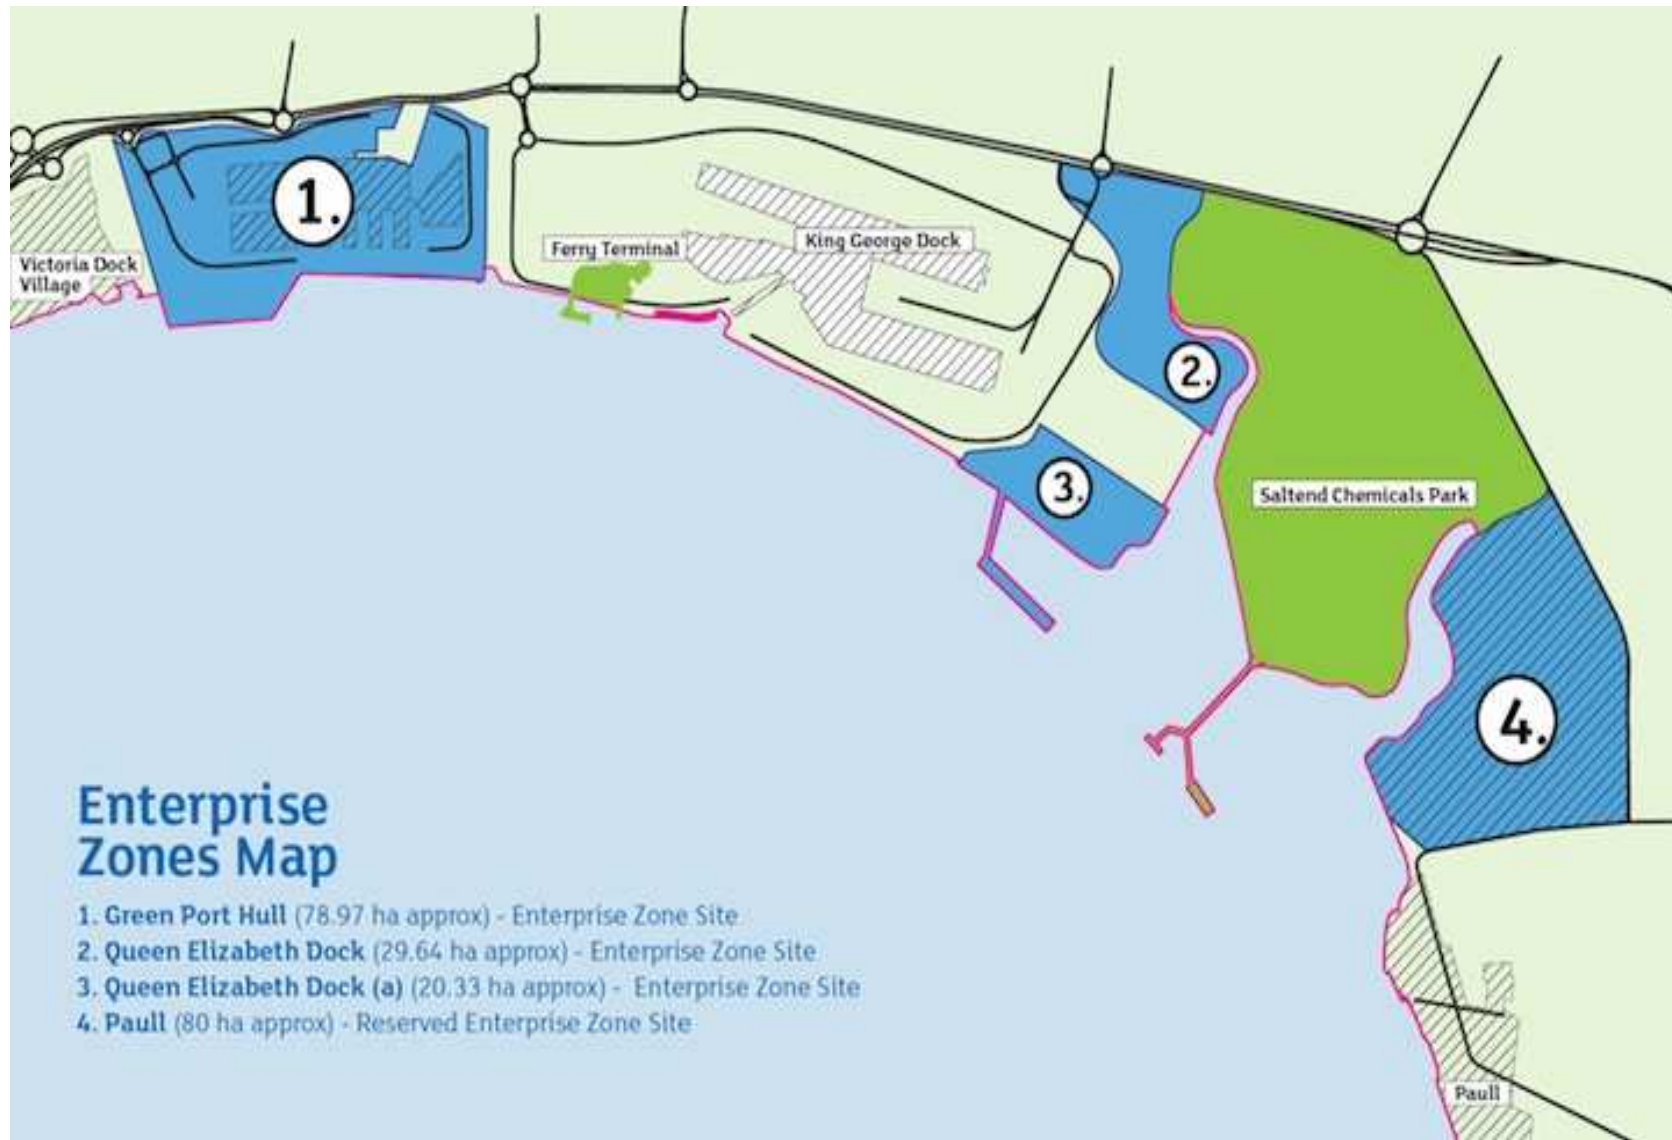 1.
Ferry Terminal
King George Dock
Victoria Dock
Village
2.
3.
Saltend Chemicals Park
4.
Enterprise
Zones Map
1. Green Port Hull (78.97 ha approx) - Enterprise Zone Site
2. Queen Elizabeth Dock (29.64 ha approx) - Enterprise Zone Site
3. Queen Elizabeth Dock (a) (20.33 ha approx) - Enterprise Zone Site
4. Paull (80 ha approx) - Reserved Enterprise Zone Site
Paull